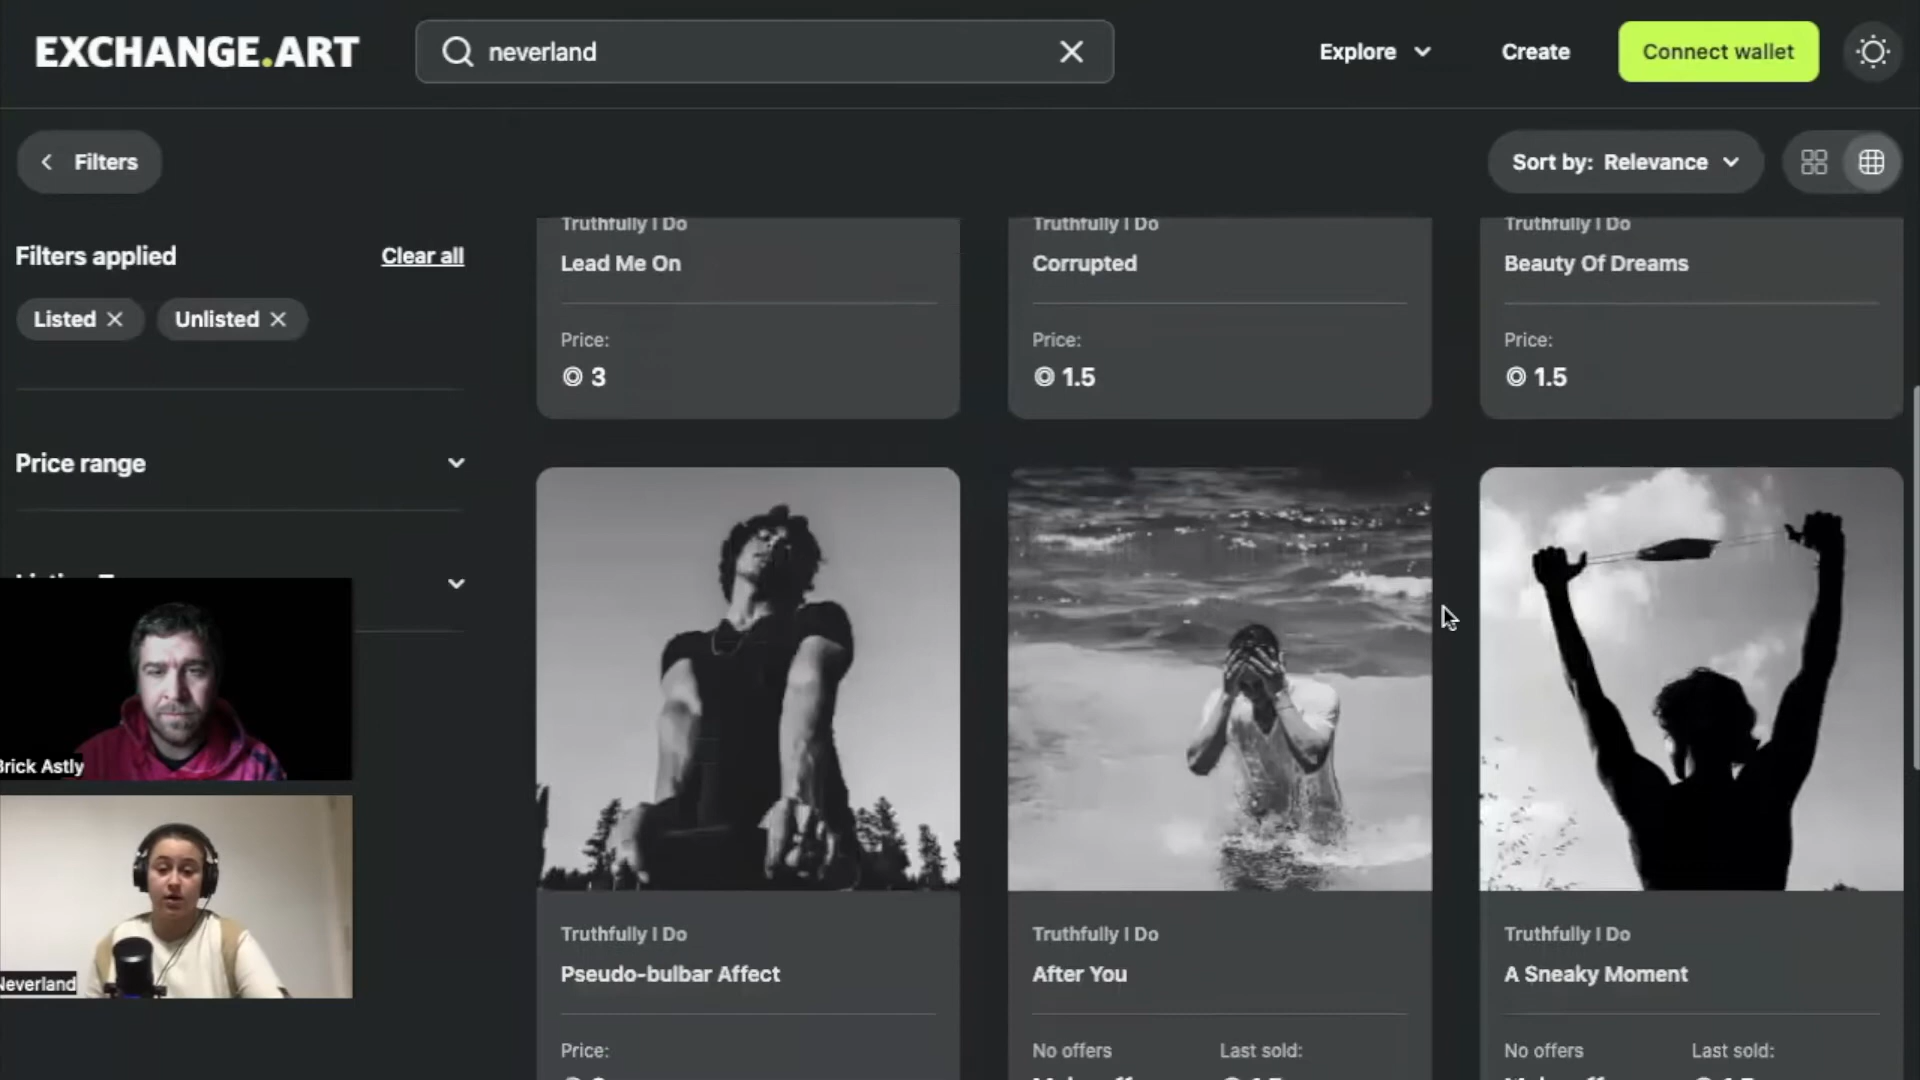 EXCHANGE.ART
neverland
Explore
Create
Connect wallet
Filters
Sort by: Relevance
Filters applied
Clear all
Listed
Unlisted
Price range
Truthfully I Do
Lead Me On
Price:
3
Truthfully I Do
Corrupted
Price:
1.5
Truthfully I Do
Beauty Of Dreams
Price:
1.5
Brick Astly
Neverland
Truthfully I Do
Pseudo-bulbar Affect
Price:
Truthfully I Do
After You
No offers
Last sold:
Truthfully I Do
A Sneaky Moment
No offers
Last sold: